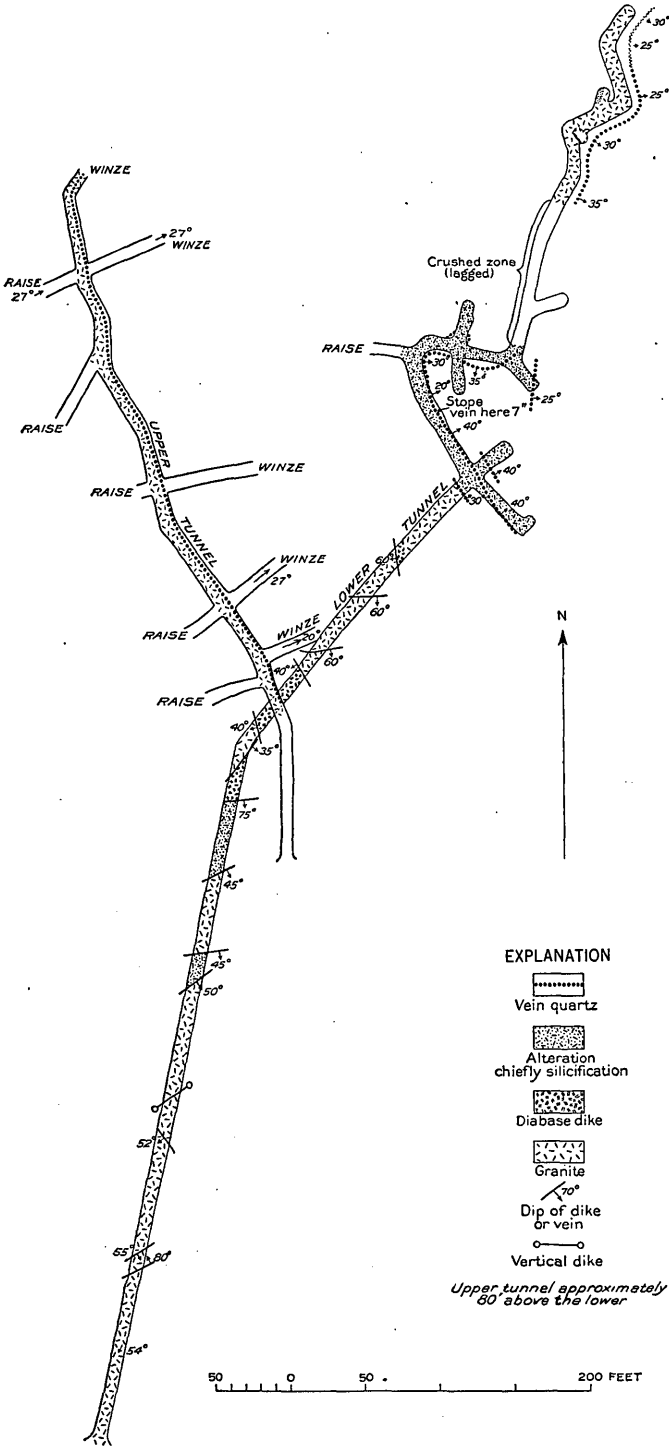 30°
25°
25°
30°
35°
WINZE
27°
WINZE
RAISE
27°
Crushed zone
(lagged)
RAISE
30°
35°
20°
Stope
vein here 7"
25°
40°
RAISE
UPPER
TUNNEL
RAISE
WINZE
40°
40°
30
LOWER TUNNEL
60°
WINZE
27°
60°
RAISE
WINZE
20°
60°
40°
RAISE
40°
35°
75°
45°
45°
50°
52°
65°
80°
54°
N
EXPLANATION
Vein quartz
Alteration
chiefly silicification
Diabase dike
Granite
70°
Dip of dike
or vein
Vertical dike
Upper tunnel approximately
80' above the lower
50 0 50 200 FEET